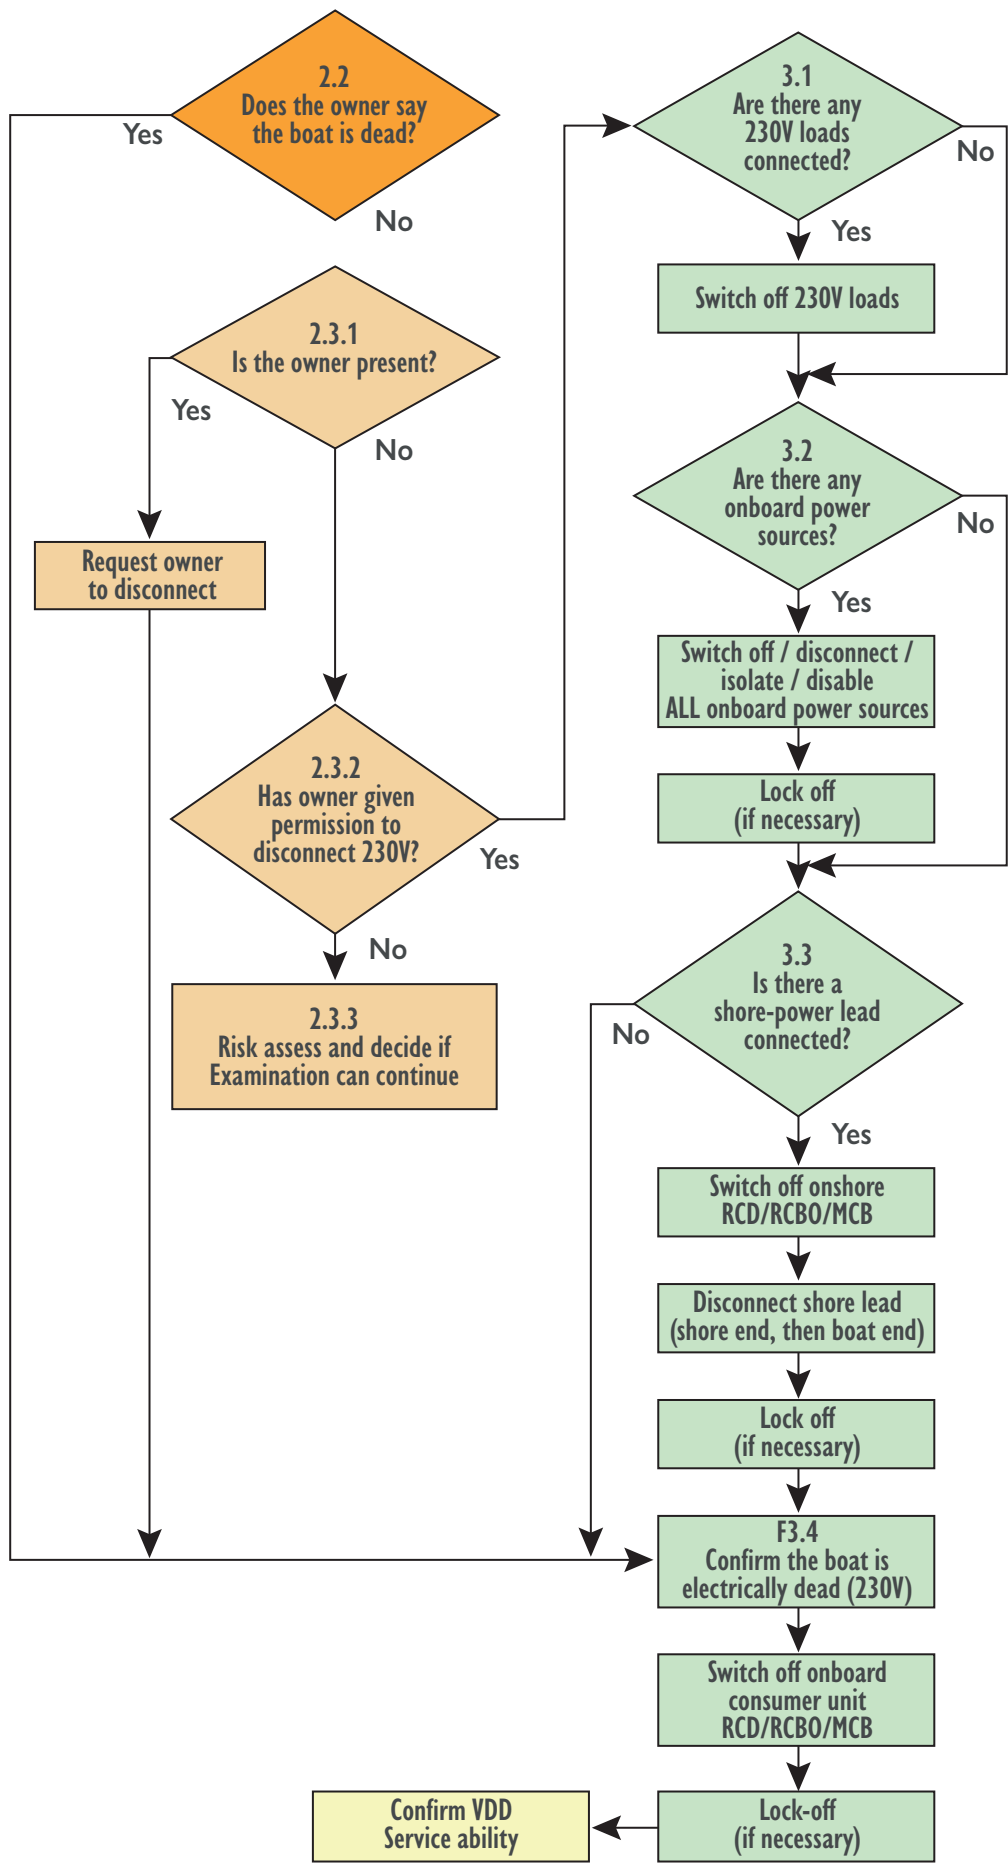 2.2
Does the owner say
the boat is dead?
Yes
No
2.3.1
Is the owner present?
Yes
No
Request owner
to disconnect
2.3.2
Has owner given
permission to
disconnect 230V?
Yes
No
2.3.3
Risk assess and decide if
Examination can continue
3.1
Are there any
230V loads
connected?
No
Yes
Switch off 230V loads
3.2
Are there any
onboard power
sources?
No
Yes
Switch off / disconnect /
isolate / disable
ALL onboard power sources
Lock off
(if necessary)
3.3
Is there a
shore-power lead
connected?
No
Yes
Switch off onshore
RCD/RCBO/MCB
Disconnect shore lead
(shore end, then boat end)
Lock off
(if necessary)
F3.4
Confirm the boat is
electrically dead (230V)
Switch off onboard
consumer unit
RCD/RCBO/MCB
Lock-off
(if necessary)
Confirm VDD
Service ability